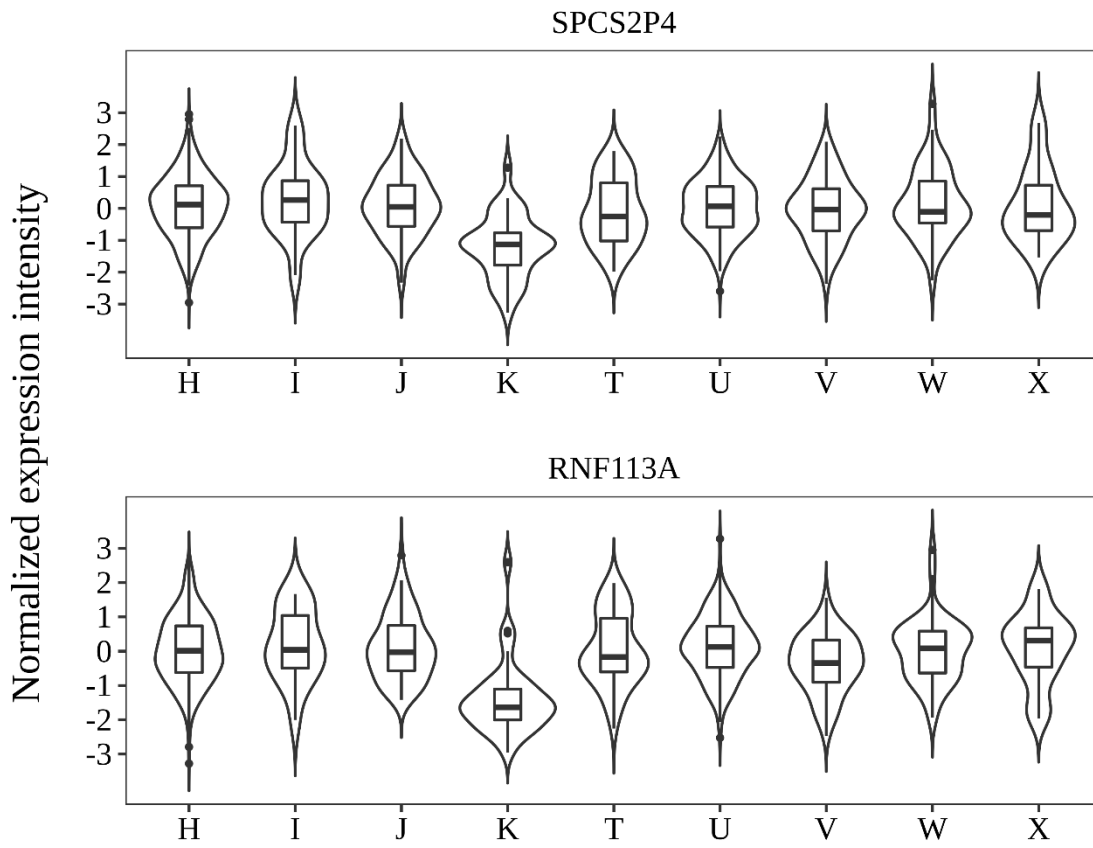 SPCS2P4
Normalized expression intensity
3
2
1
0
-1
-2
-3
H I J K T U V W X
RNF113A
3
2
1
0
-1
-2
-3
H I J K T U V W X